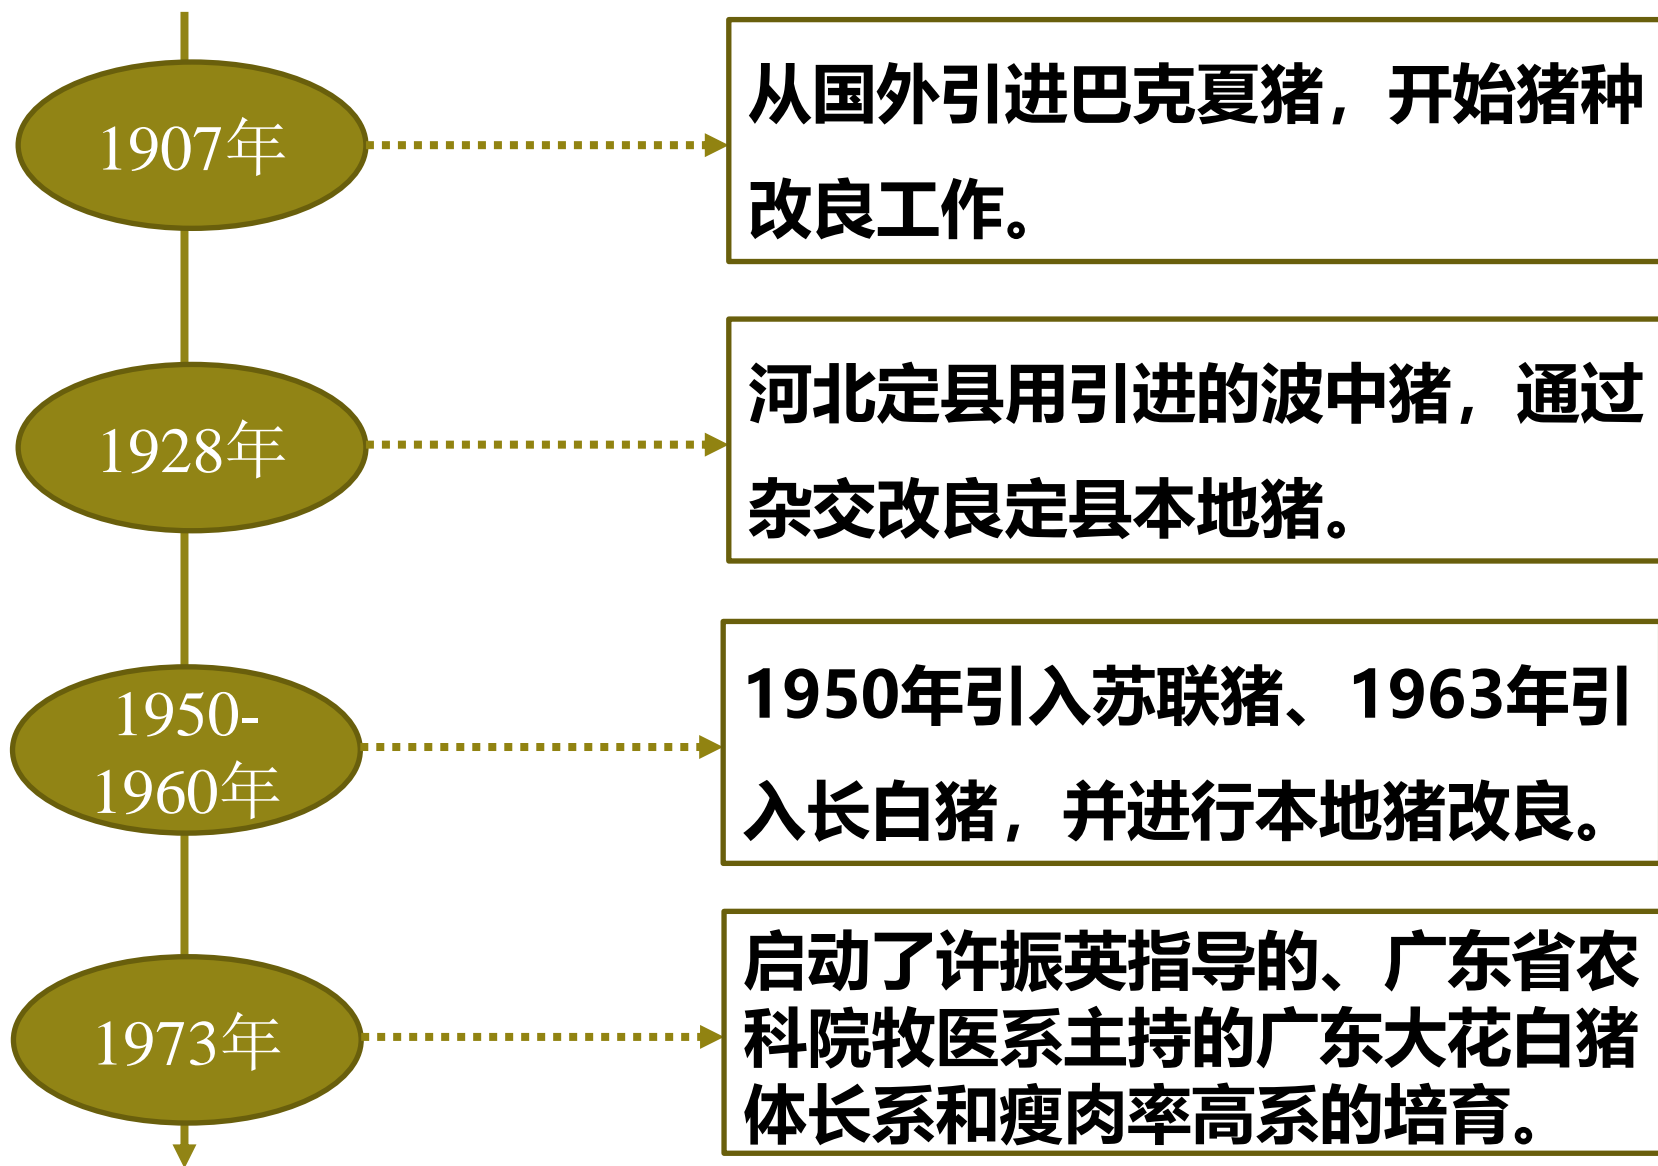 1907年
从国外引进巴克夏猪，开始猪种
改良工作。
1928年
河北定县用引进的波中猪，通过
杂交改良定县本地猪。
1950-
1960年
1950年引入苏联猪、1963年引
入长白猪，并进行本地猪改良。
1973年
启动了许振英指导的、广东省农
科院牧医系主持的广东大花白猪
体长系和瘦肉率高系的培育。